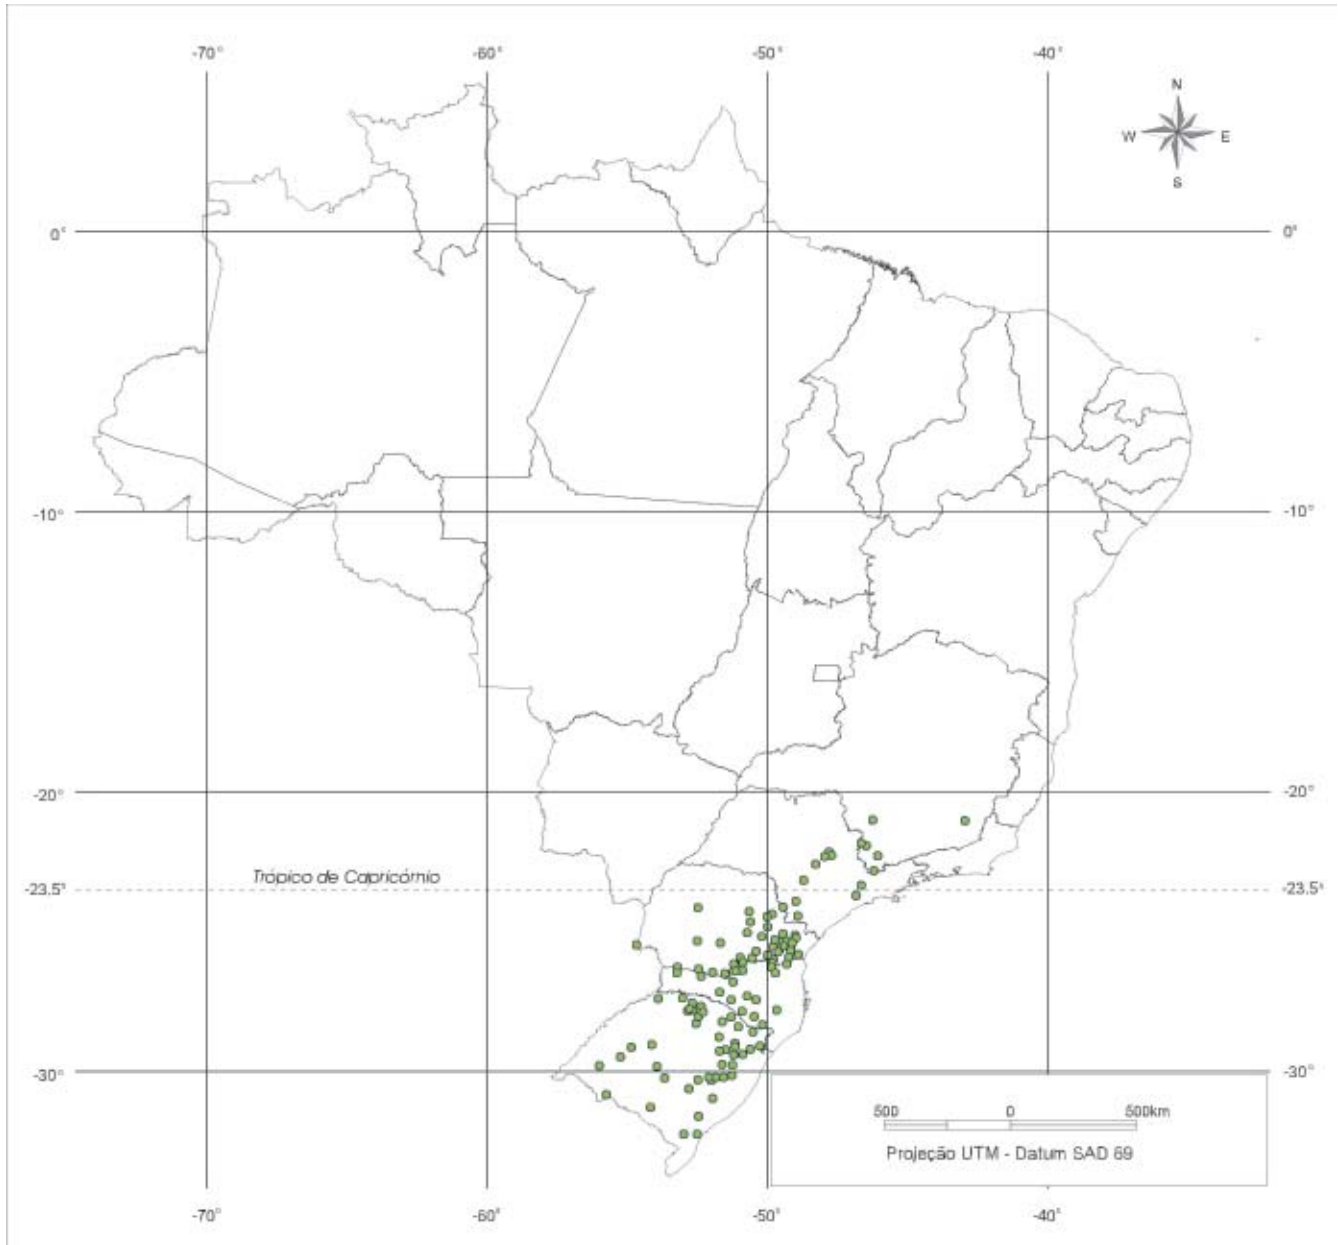 -70° -60° -50° -40°
N
W E
S
0° 0°
-10° -10°
-20° -20°
Trópico de Capricórnio
-23.5° -23.5°
-30° -30°
500 0 500km
Projeção UTM - Datum SAD 69
-70° -60° -50° -40°